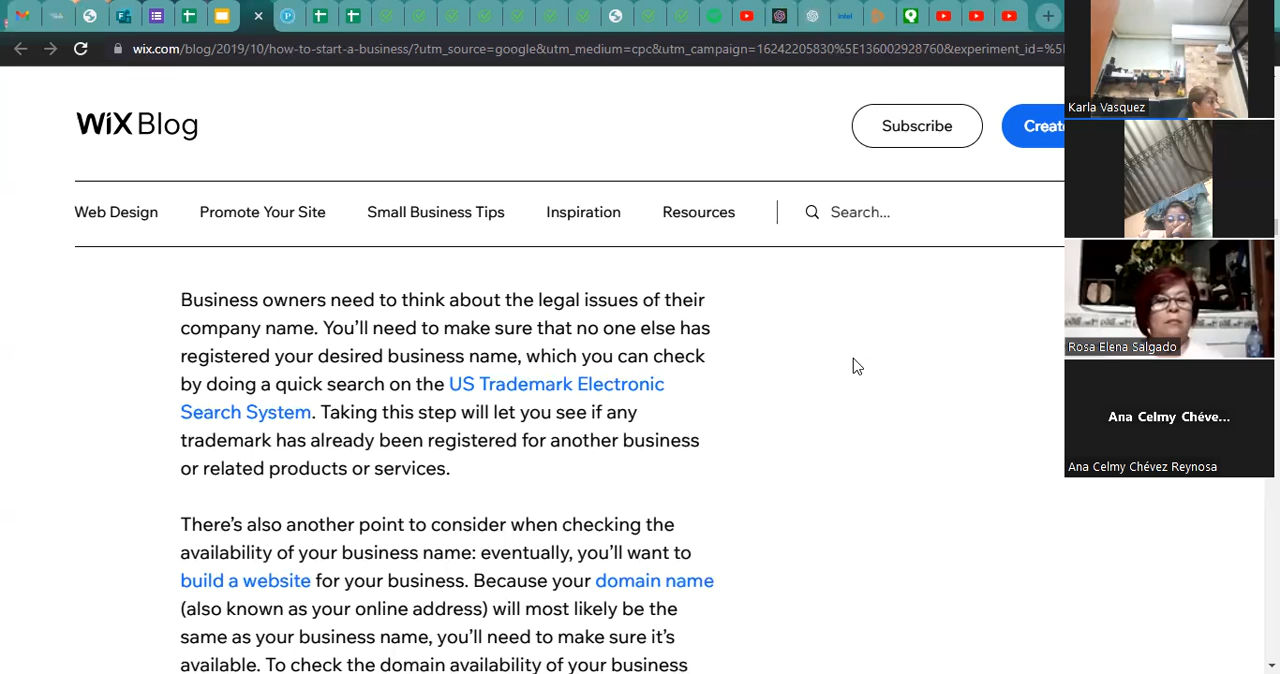 wix.com/blog/2019/10/how-to-start-a-business/?utm_source=google&utm_medium=cpc&utm_campaign=16242205830%5E136002928760&experiment_id=%5
WiX Blog
Subscribe
Create
Web Design
Promote Your Site
Small Business Tips
Inspiration
Resources
Search...
Business owners need to think about the legal issues of their
company name. You’ll need to make sure that no one else has
registered your desired business name, which you can check
by doing a quick search on the US Trademark Electronic
Search System. Taking this step will let you see if any
trademark has already been registered for another business
or related products or services.
There’s also another point to consider when checking the
availability of your business name: eventually, you’ll want to
build a website for your business. Because your domain name
(also known as your online address) will most likely be the
same as your business name, you’ll need to make sure it’s
available. To check the domain availability of your business
Karla Vasquez
Rosa Elena Salgado
Ana Celmy Chéve...
Ana Celmy Chévez Reynosa